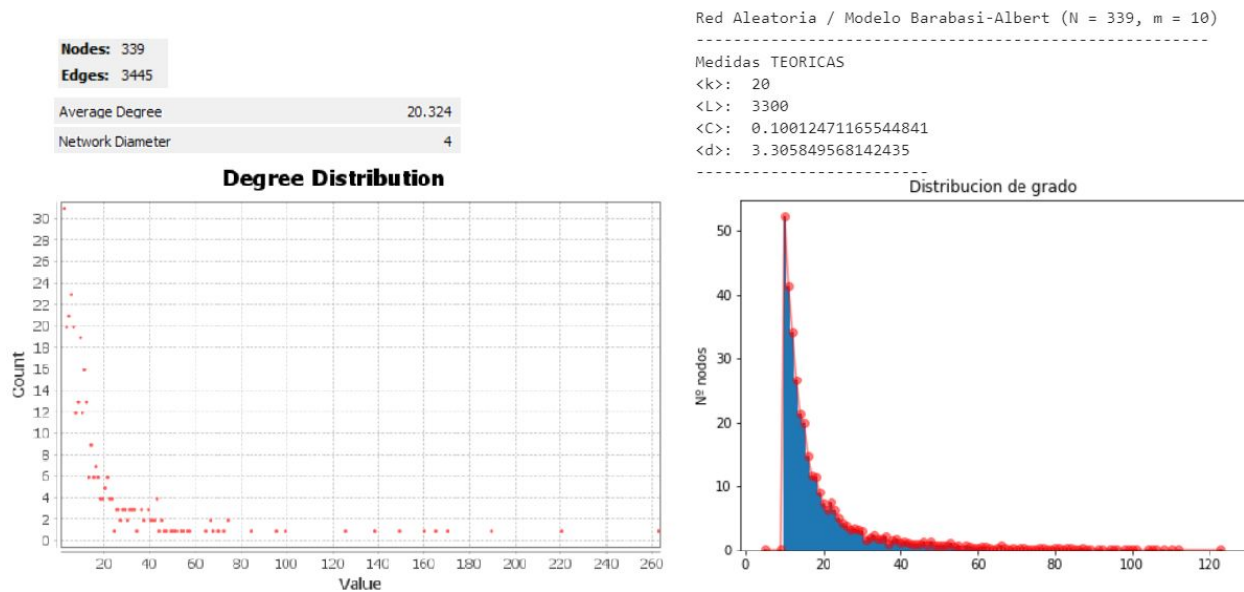 Nodes: 339
Edges: 3445
Average Degree 20.324
Network Diameter 4
Degree Distribution
Count
30
28
26
24
22
20
18
16
14
12
10
8
6
4
2
0
20 40 60 80 100 120 140 160 180 200 220 240 260
Value
Red Aleatoria / Modelo Barabasi-Albert (N = 339, m = 10)
--------------------------------------------------------
Medidas TEORICAS
<k>: 20
<L>: 3300
<C>: 0.10012471165544841
<d>: 3.305849568142435
-------------------------
Distribucion de grado
Nº nodos
50
40
30
20
10
0
0 20 40 60 80 100 120